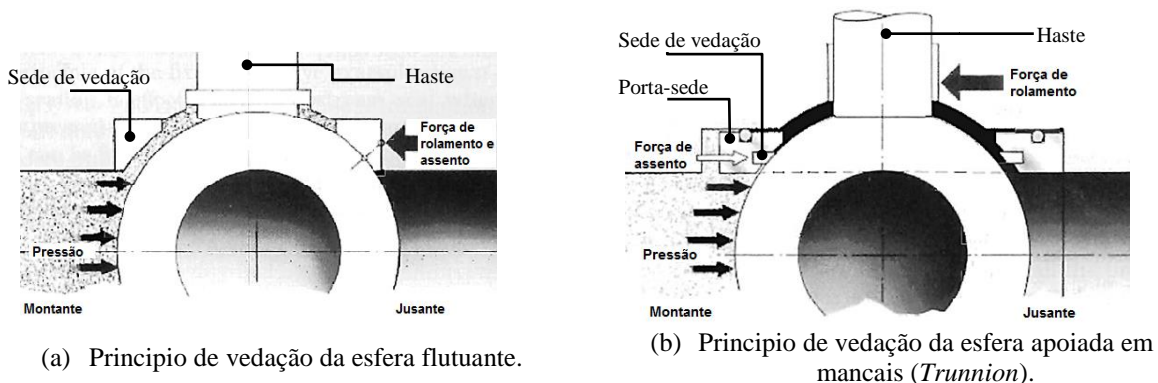 Sede de vedação
Haste
Força de
rolamento e
assento
Pressão
Montante
Jusante
(a) Principio de vedação da esfera flutuante.
Sede de vedação
Haste
Porta-sede
Força de
rolamento
Força de
assento
Pressão
Montante
Jusante
(b) Principio de vedação da esfera apoiada em
mancais (Trunnion).